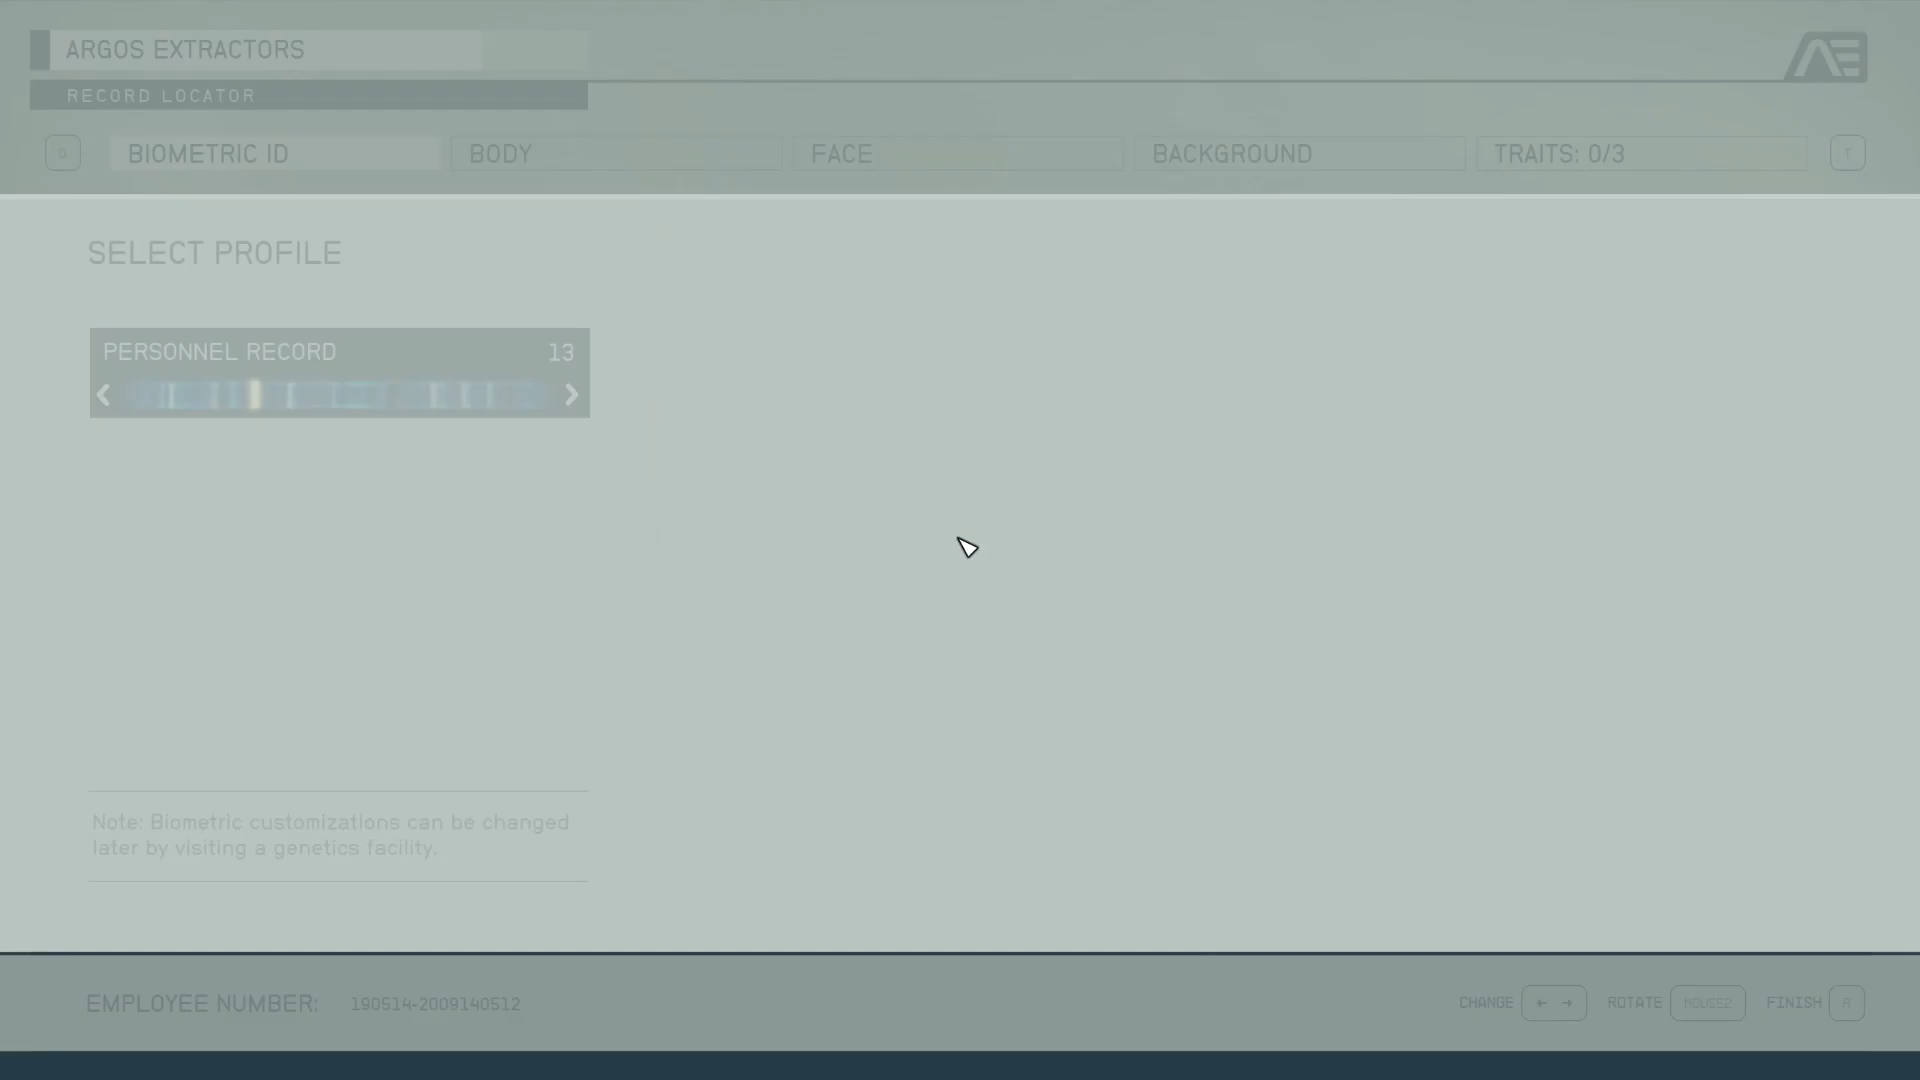 ARGOS EXTRACTORS
RECORD LOCATOR
BIOMETRIC ID
BODY
FACE
BACKGROUND
TRAITS: 0/3
T
SELECT PROFILE
PERSONNEL RECORD 13
Note: Biometric customizations can be changed
later by visiting a genetics facility.
EMPLOYEE NUMBER: 190514-2009140512
CHANGE
ROTATE MOUSE2
FINISH R